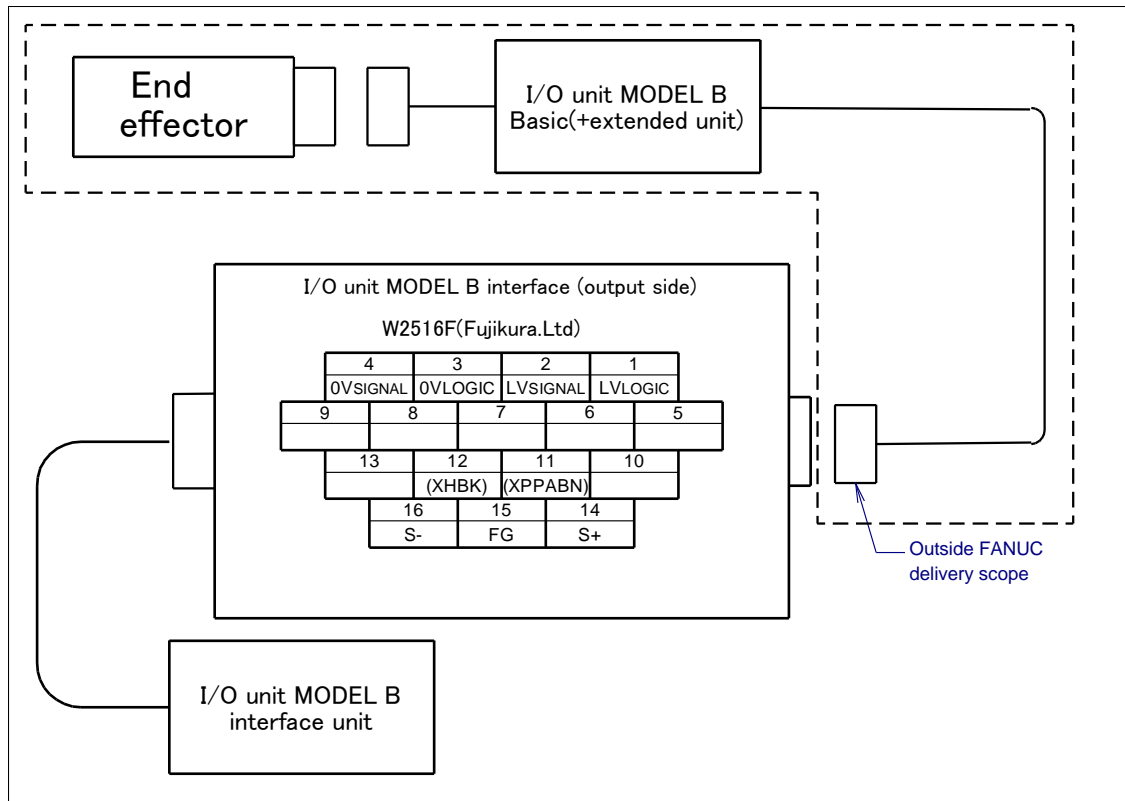 End
effector
I/O unit MODEL B
Basic(+extended unit)
I/O unit MODEL B interface (output side)
W2516F(Fujikura.Ltd)
4 3 2 1
0VSIGNAL 0VLOGIC LVSIGNAL LVLOGIC
9 8 7 6 5
13 12 11 10
(XHBK) (XPPABN)
16 15 14
S- FG S+
Outside FANUC
delivery scope
I/O unit MODEL B
interface unit